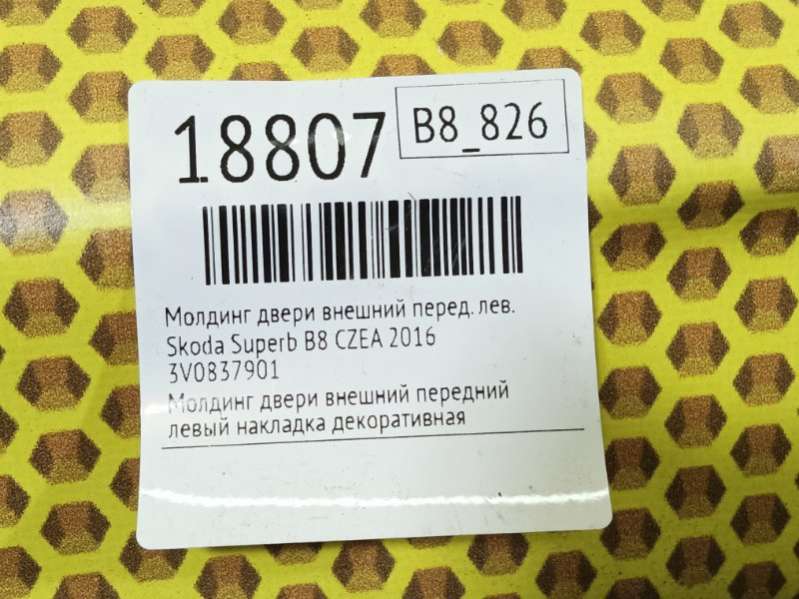 18807
B8_826
Молдинг двери внешний перед. лев.
Skoda Superb B8 CZEA 2016
3V0837901
Молдинг двери внешний передний
левый накладка декоративная